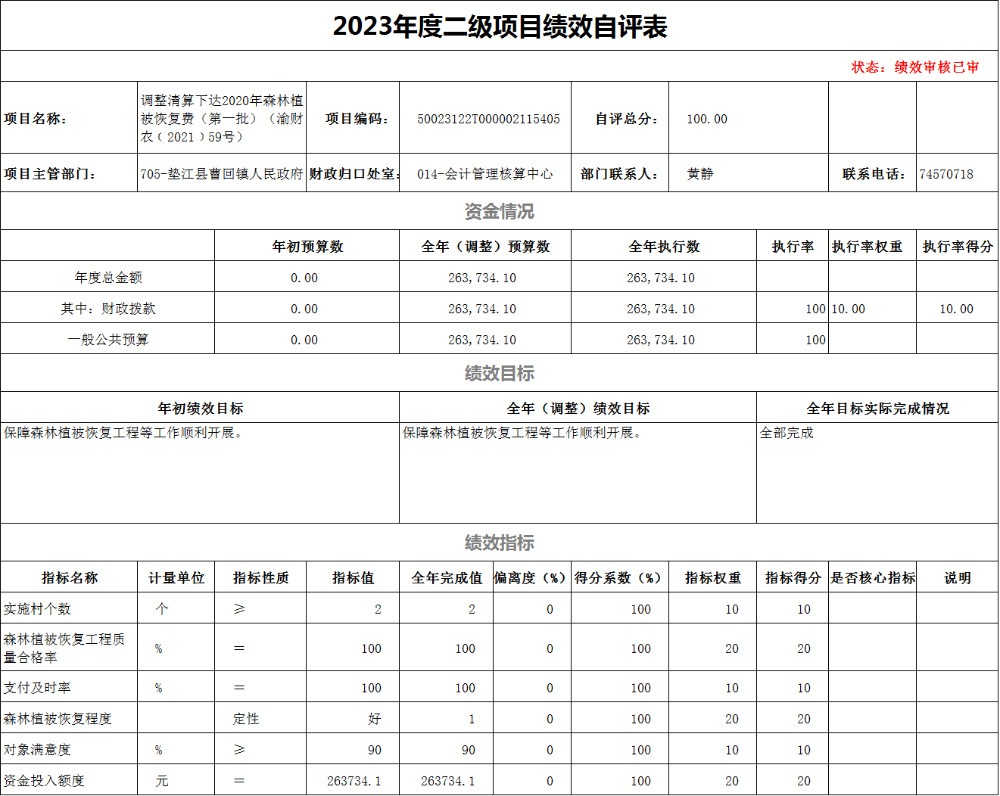 2023年度二级项目绩效自评表
状态：绩效审核已审
项目名称： 调整清算下达2020年森林植被恢复费（第一批）（渝财农﹝2021﹞59号） 项目编码： 50023122T000002115405 自评总分： 100.00
项目主管部门： 705-垫江县曹回镇人民政府 财政归口处室： 014-会计管理核算中心 部门联系人： 黄静 联系电话： 74570718
资金情况
年初预算数 全年（调整）预算数 全年执行数 执行率 执行率权重 执行率得分
年度总金额 0.00 263,734.10 263,734.10
其中：财政拨款 0.00 263,734.10 263,734.10 100 10.00 10.00
一般公共预算 0.00 263,734.10 263,734.10 100
绩效目标
年初绩效目标 全年（调整）绩效目标 全年目标实际完成情况
保障森林植被恢复工程等工作顺利开展。 保障森林植被恢复工程等工作顺利开展。 全部完成
绩效指标
指标名称 计量单位 指标性质 指标值 全年完成值 偏离度（%） 得分系数（%） 指标权重 指标得分 是否核心指标 说明
实施村个数 个 ≥ 2 2 0 100 10 10
森林植被恢复工程质量合格率 % ＝ 100 100 0 100 20 20
支付及时率 % ＝ 100 100 0 100 10 10
森林植被恢复程度 定性 好 1 0 100 20 20
对象满意度 % ≥ 90 90 0 100 10 10
资金投入额度 元 ＝ 263734.1 263734.1 0 100 20 20